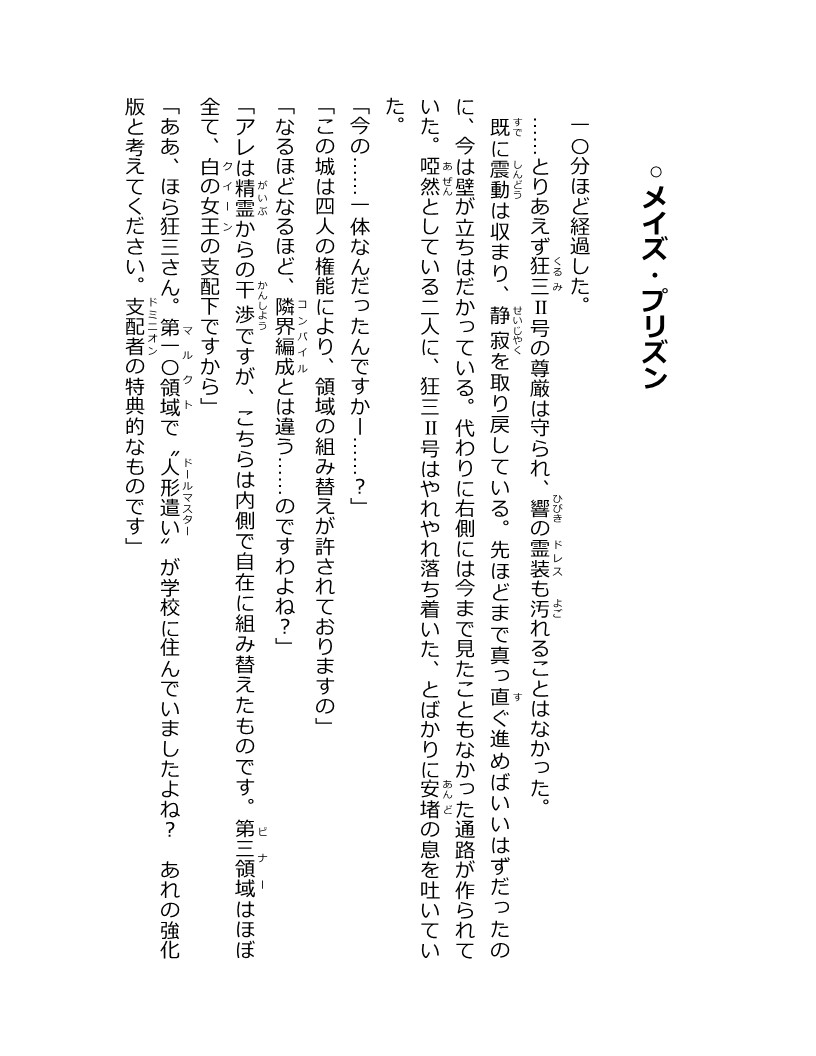 ○メイズ・プリズン
一〇分ほど経過した。
……とりあえず狂三Ⅱ号の尊厳は守られ、響の霊装も汚れることはなかった。
既に震動は収まり、静寂を取り戻している。先ほどまで真っ直ぐ進めばいいはずだったの
に、今は壁が立ちはだかっている。代わりに右側には今まで見たこともなかった通路が作られて
いた。啞然としている二人に、狂三Ⅱ号はやれやれ落ち着いた、とばかりに安堵の息を吐いてい
た。
「今の……一体なんだったんですかー……？」
「この城は四人の権能により、領域の組み替えが許されておりますの」
「なるほどなるほど、隣界編成とは違う……のですわよね？」
「アレは精霊からの干渉ですが、こちらは内側で自在に組み替えたものです。第三領域はほぼ
全て、白の女王の支配下ですから」
「ああ、ほら狂三さん。第一〇領域で〝人形遣い〟が学校に住んでいましたよね？　あれの強化
版と考えてください。支配者の特典的なものです」